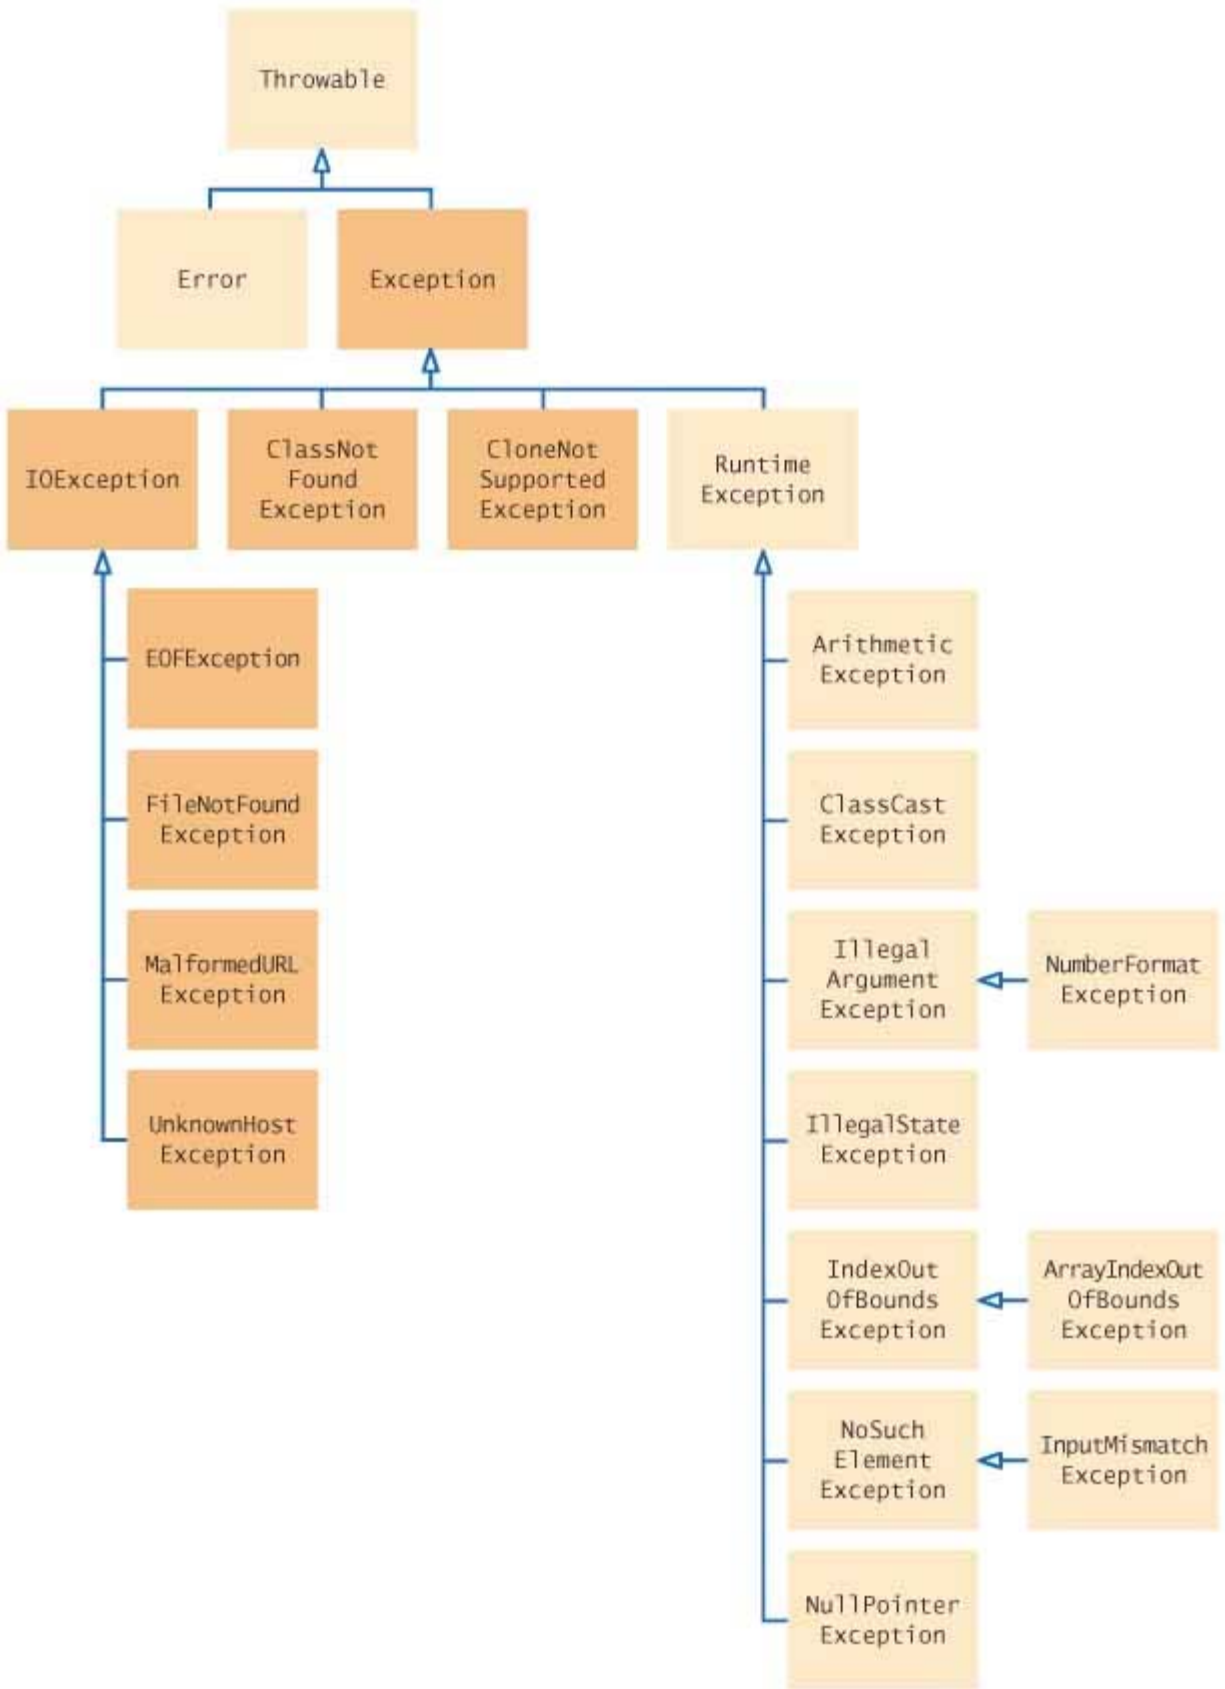 Throwable
Error
Exception
IOException
ClassNot
Found
Exception
CloneNot
Supported
Exception
Runtime
Exception
EOFException
FileNotFound
Exception
MalformedURL
Exception
UnknownHost
Exception
Arithmetic
Exception
ClassCast
Exception
Illegal
Argument
Exception
NumberFormat
Exception
IllegalState
Exception
IndexOut
OfBounds
Exception
ArrayIndexOut
OfBounds
Exception
NoSuch
Element
Exception
InputMismatch
Exception
NullPointer
Exception